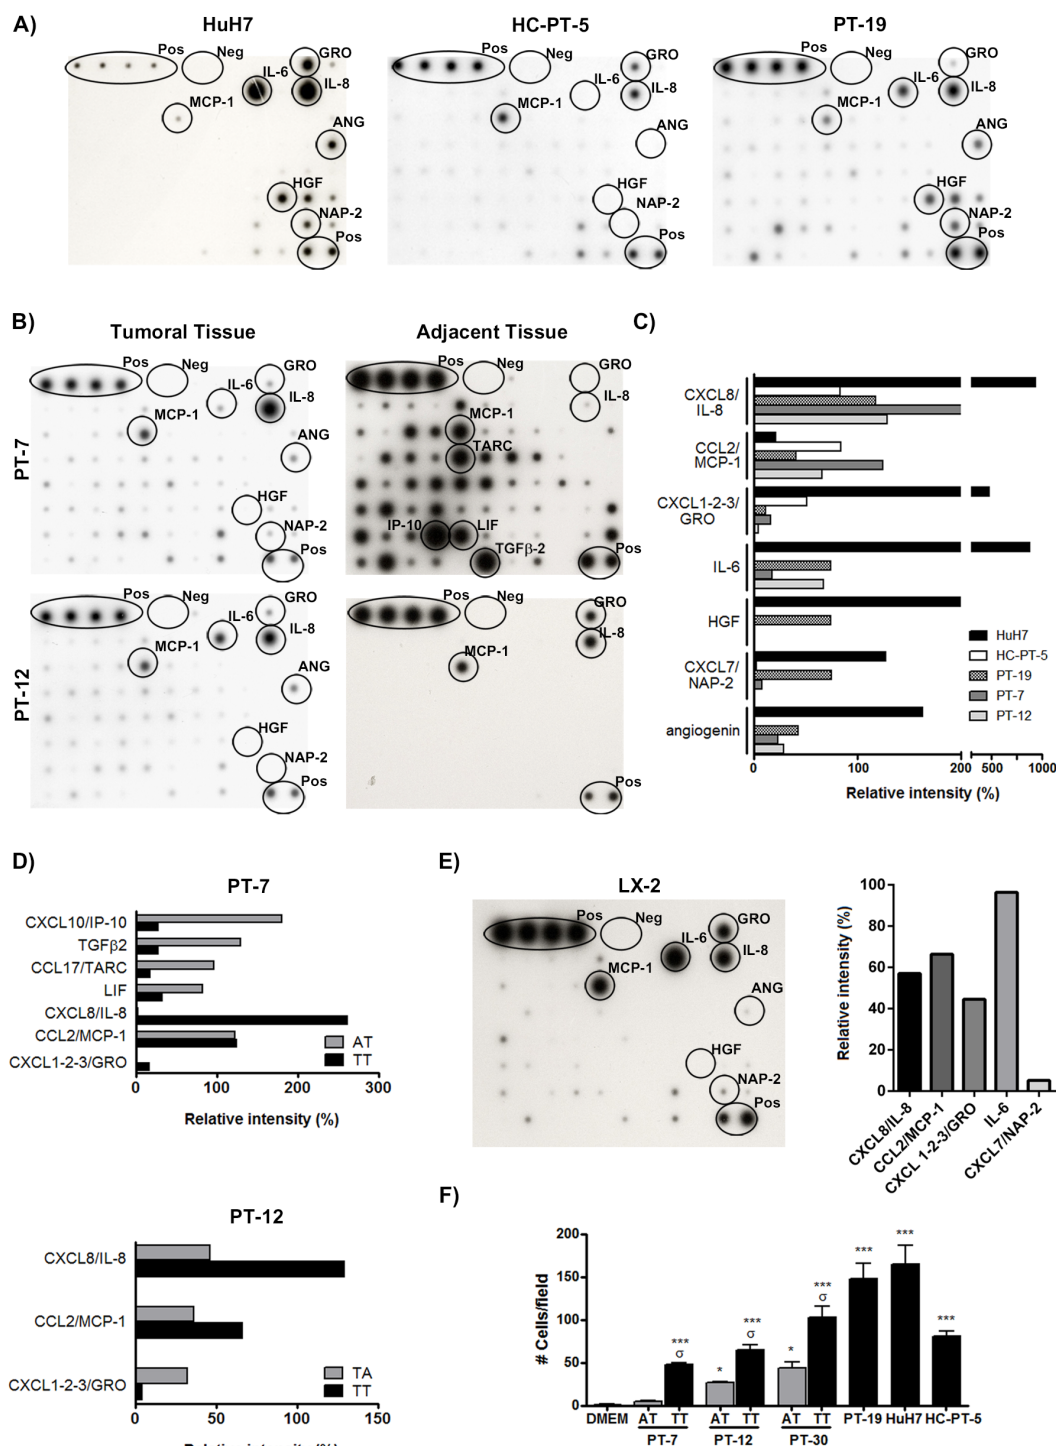 A)
HuH7
HC-PT-5
PT-19
Pos
Neg
GRO
IL-6
IL-8
MCP-1
ANG
HGF
NAP-2
Pos
Pos
Neg
GRO
IL-6
IL-8
MCP-1
ANG
HGF
NAP-2
Pos
Pos
Neg
GRO
IL-6
IL-8
MCP-1
ANG
HGF
NAP-2
Pos
B)
Tumoral Tissue
Adjacent Tissue
PT-7
Pos
Neg
GRO
IL-6
IL-8
MCP-1
ANG
HGF
NAP-2
Pos
Pos
Neg
GRO
IL-8
MCP-1
TARC
IP-10
LIF
TGFβ-2
Pos
PT-12
Pos
Neg
GRO
IL-6
IL-8
MCP-1
ANG
HGF
NAP-2
Pos
Pos
Neg
GRO
IL-8
MCP-1
Pos
C)
CXCL8/
IL-8
CCL2/
MCP-1
CXCL1-2-3/
GRO
IL-6
HGF
CXCL7/
NAP-2
angiogenin
HuH7
HC-PT-5
PT-19
PT-7
PT-12
0 100 200 500 1000
Relative intensity (%)
D)
PT-7
CXCL10/IP-10
TGFβ2
CCL17/TARC
LIF
CXCL8/IL-8
CCL2/MCP-1
CXCL1-2-3/GRO
AT
TT
0 100 200 300
Relative intensity (%)
PT-12
CXCL8/IL-8
CCL2/MCP-1
CXCL1-2-3/GRO
TA
TT
0 50 100 150
Relative intensity (%)
E)
LX-2
Pos
Neg
GRO
IL-6
IL-8
MCP-1
ANG
HGF
NAP-2
Pos
Relative intensity (%)
100
80
60
40
20
0
CXCL8/IL-8
CCL2/MCP-1
CXCL 1-2-3/GRO
IL-6
CXCL7/NAP-2
F)
# Cells/field
200
150
100
50
0
***
σ
*
***
σ
*
***
σ
***
***
***
DMEM AT TT AT TT AT TT PT-19 HuH7 HC-PT-5
PT-7 PT-12 PT-30